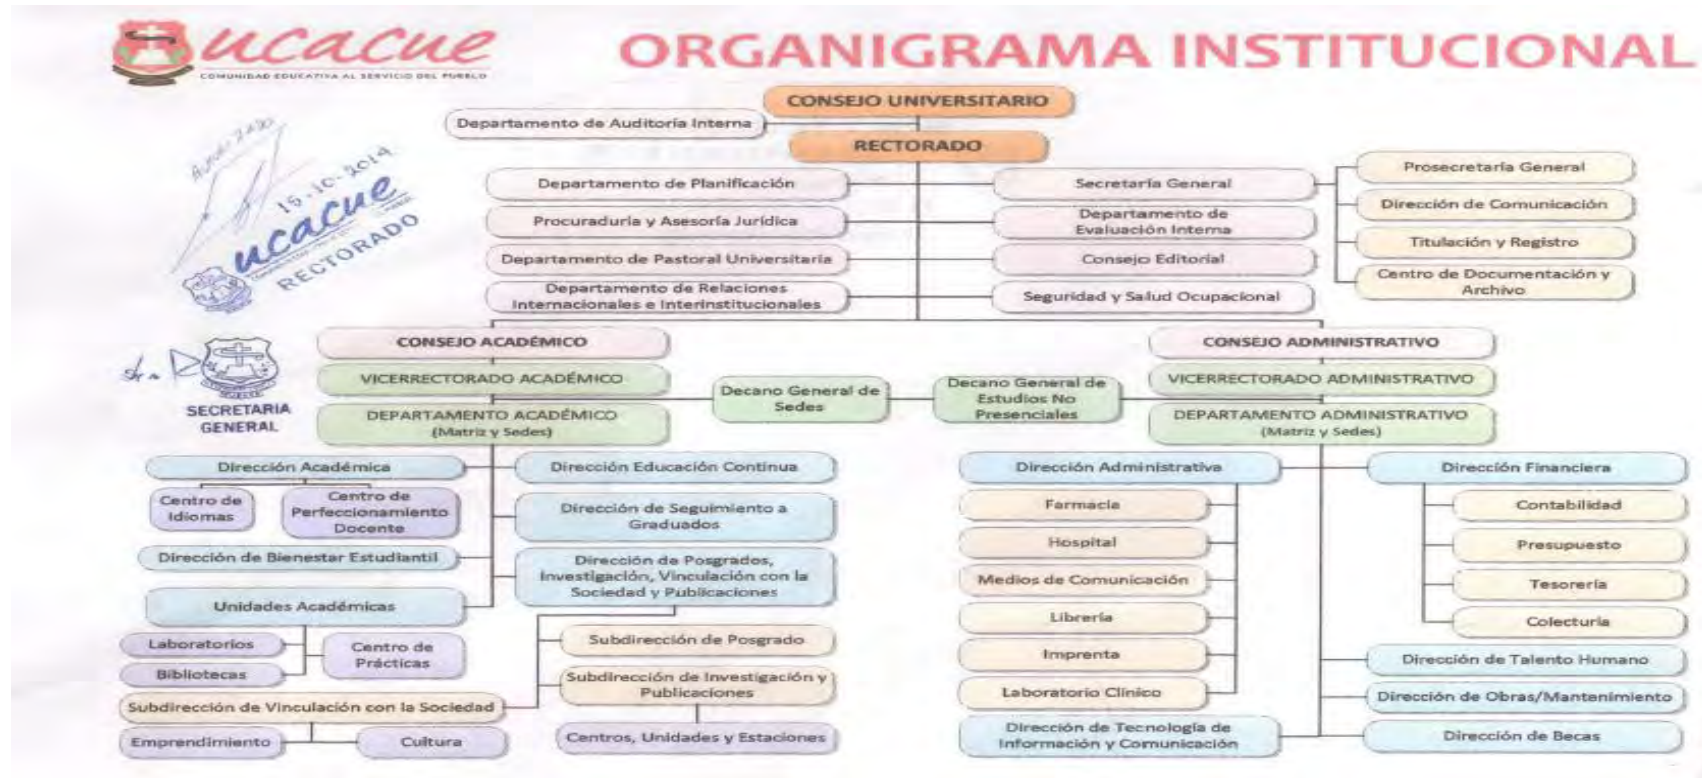 ucacue
COMUNIDAD EDUCATIVA AL SERVICIO DEL PUEBLO
ORGANIGRAMA INSTITUCIONAL
CONSEJO UNIVERSITARIO
Departamento de Auditoría Interna
RECTORADO
Departamento de Planificación
Secretaría General
Prosecretaría General
Procuraduría y Asesoría Jurídica
Departamento de
Evaluación Interna
Dirección de Comunicación
Titulación y Registro
Departamento de Pastoral Universitaria
Consejo Editorial
Centro de Documentación y
Archivo
Departamento de Relaciones
Internacionales e Interinstitucionales
Seguridad y Salud Ocupacional
15-10-2014
ucacue
RECTORADO
SECRETARIA
GENERAL
CONSEJO ACADÉMICO
CONSEJO ADMINISTRATIVO
VICERRECTORADO ACADÉMICO
VICERRECTORADO ADMINISTRATIVO
Decano General de
Sedes
Decano General de
Estudios No
Presenciales
DEPARTAMENTO ACADÉMICO
(Matriz y Sedes)
DEPARTAMENTO ADMINISTRATIVO
(Matriz y Sedes)
Dirección Académica
Dirección Educación Continua
Centro de
Idiomas
Centro de
Perfeccionamiento
Docente
Dirección de Seguimiento a
Graduados
Dirección de Bienestar Estudiantil
Dirección de Posgrados,
Investigación, Vinculación con la
Sociedad y Publicaciones
Unidades Académicas
Laboratorios
Bibliotecas
Centro de
Prácticas
Subdirección de Posgrado
Subdirección de Investigación y
Publicaciones
Subdirección de Vinculación con la Sociedad
Emprendimiento
Cultura
Centros, Unidades y Estaciones
Dirección Administrativa
Dirección Financiera
Farmacia
Contabilidad
Hospital
Presupuesto
Medios de Comunicación
Tesorería
Librería
Colecturía
Imprenta
Dirección de Talento Humano
Laboratorio Clínico
Dirección de Obras/Mantenimiento
Dirección de Tecnología de
Información y Comunicación
Dirección de Becas